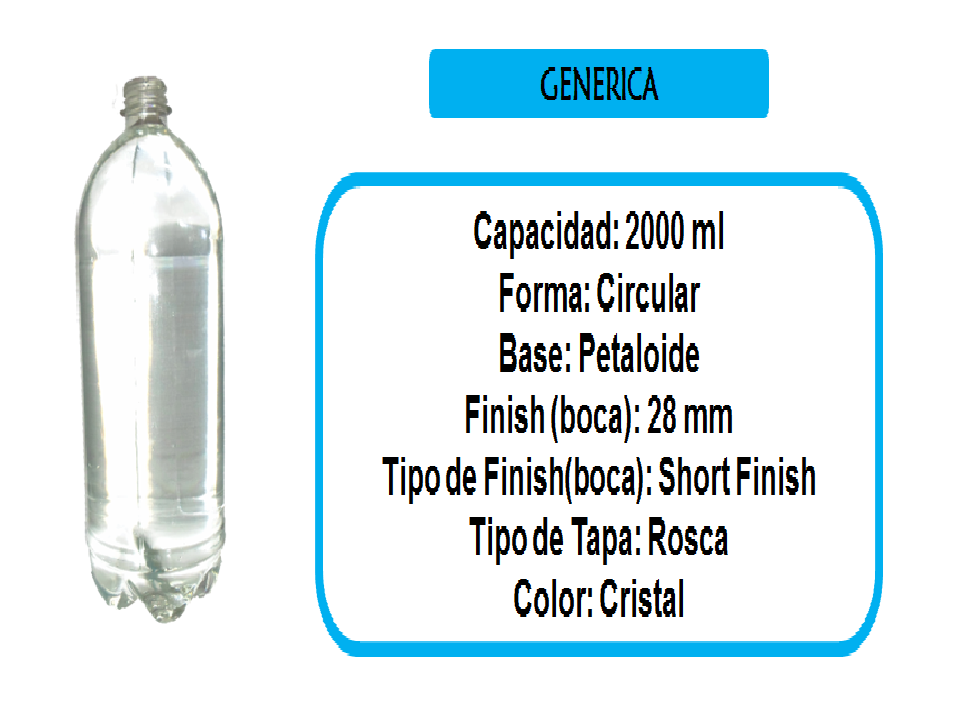 GENERICA
Capacidad: 2000 ml
Forma: Circular
Base: Petaloide
Finish (boca): 28 mm
Tipo de Finish(boca): Short Finish
Tipo de Tapa: Rosca
Color: Cristal